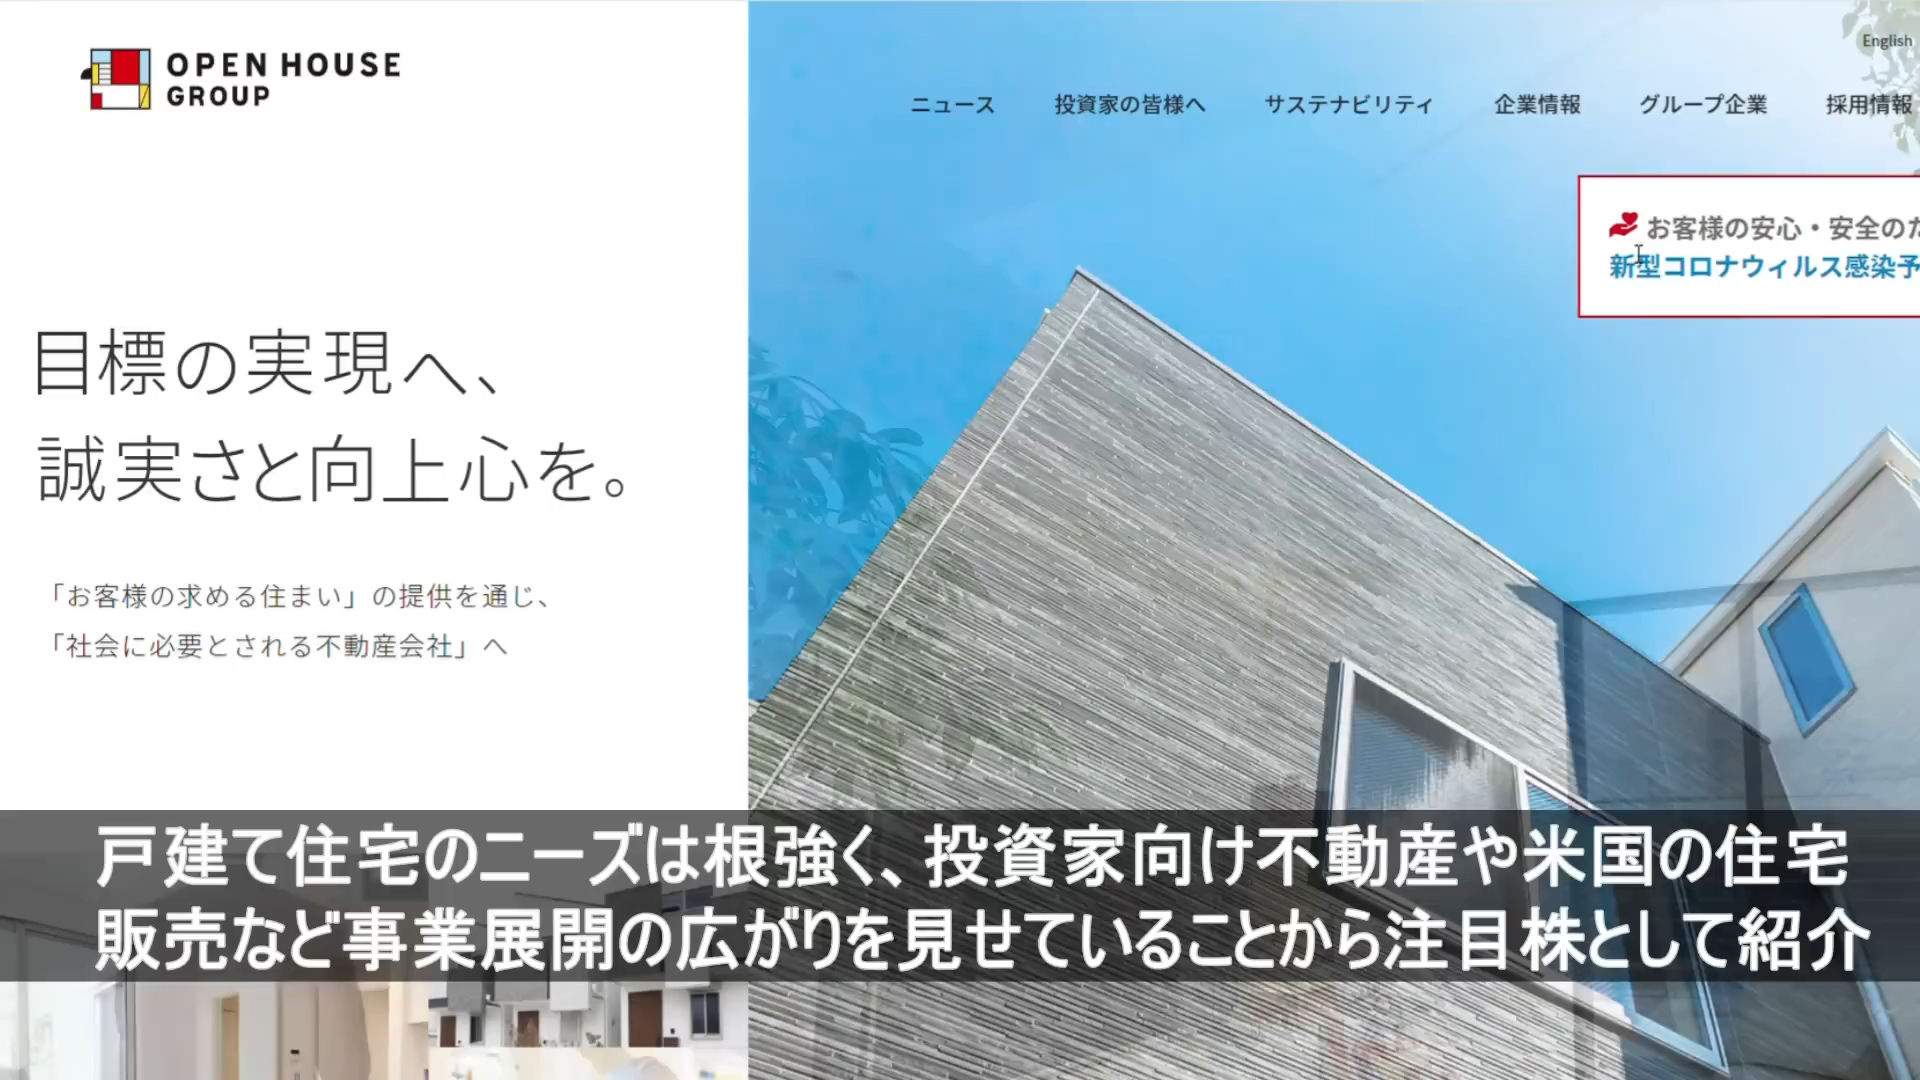 OPEN HOUSE
GROUP
English
ニュース 投資家の皆様へ サステナビリティ 企業情報 グループ企業 採用情報
お客様の安心・安全の
新型コロナウィルス感染予
目標の実現へ、
誠実さと向上心を。
「お客様の求める住まい」の提供を通じ、
「社会に必要とされる不動産会社」へ
戸建て住宅のニーズは根強く、投資家向け不動産や米国の住宅
販売など事業展開の広がりを見せていることから注目株として紹介